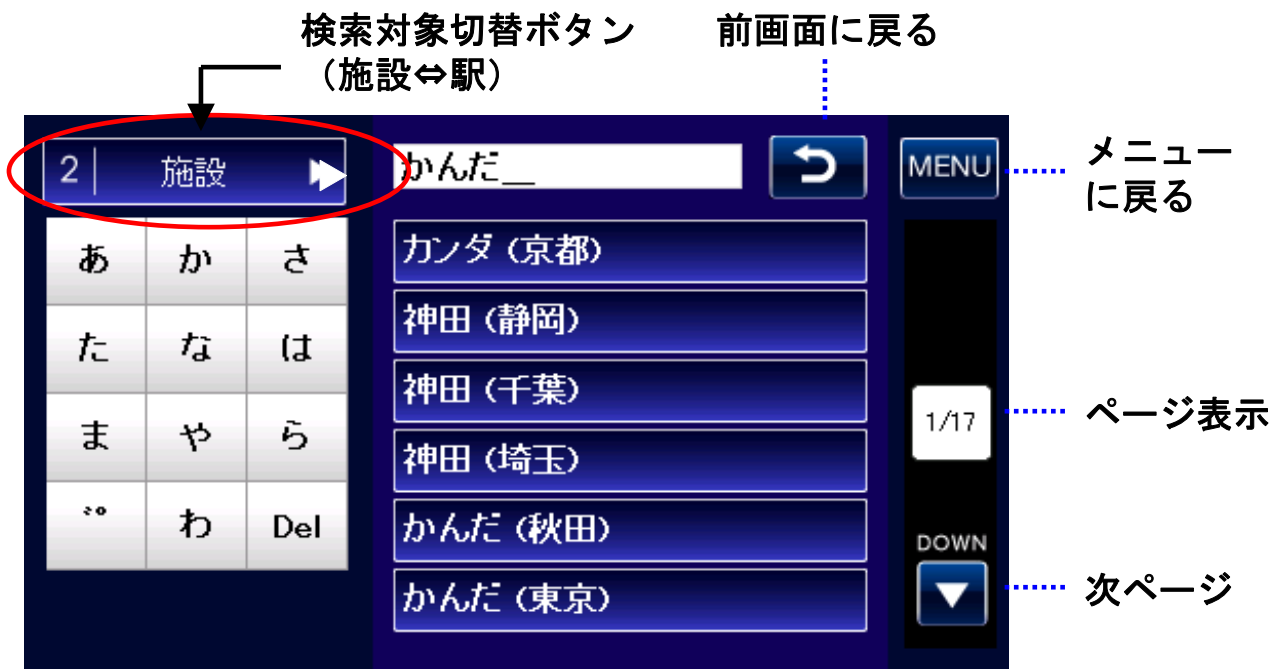 検索対象切替ボタン
（施設⇔駅）
前画面に戻る
2 施設
かんだ__
MENU
メニュー
に戻る
あ か さ
た な は
ま や ら
゛゜ わ Del
カンダ (京都)
神田 (静岡)
神田 (千葉)
神田 (埼玉)
かんだ (秋田)
かんだ (東京)
1/17
ページ表示
DOWN
次ページ